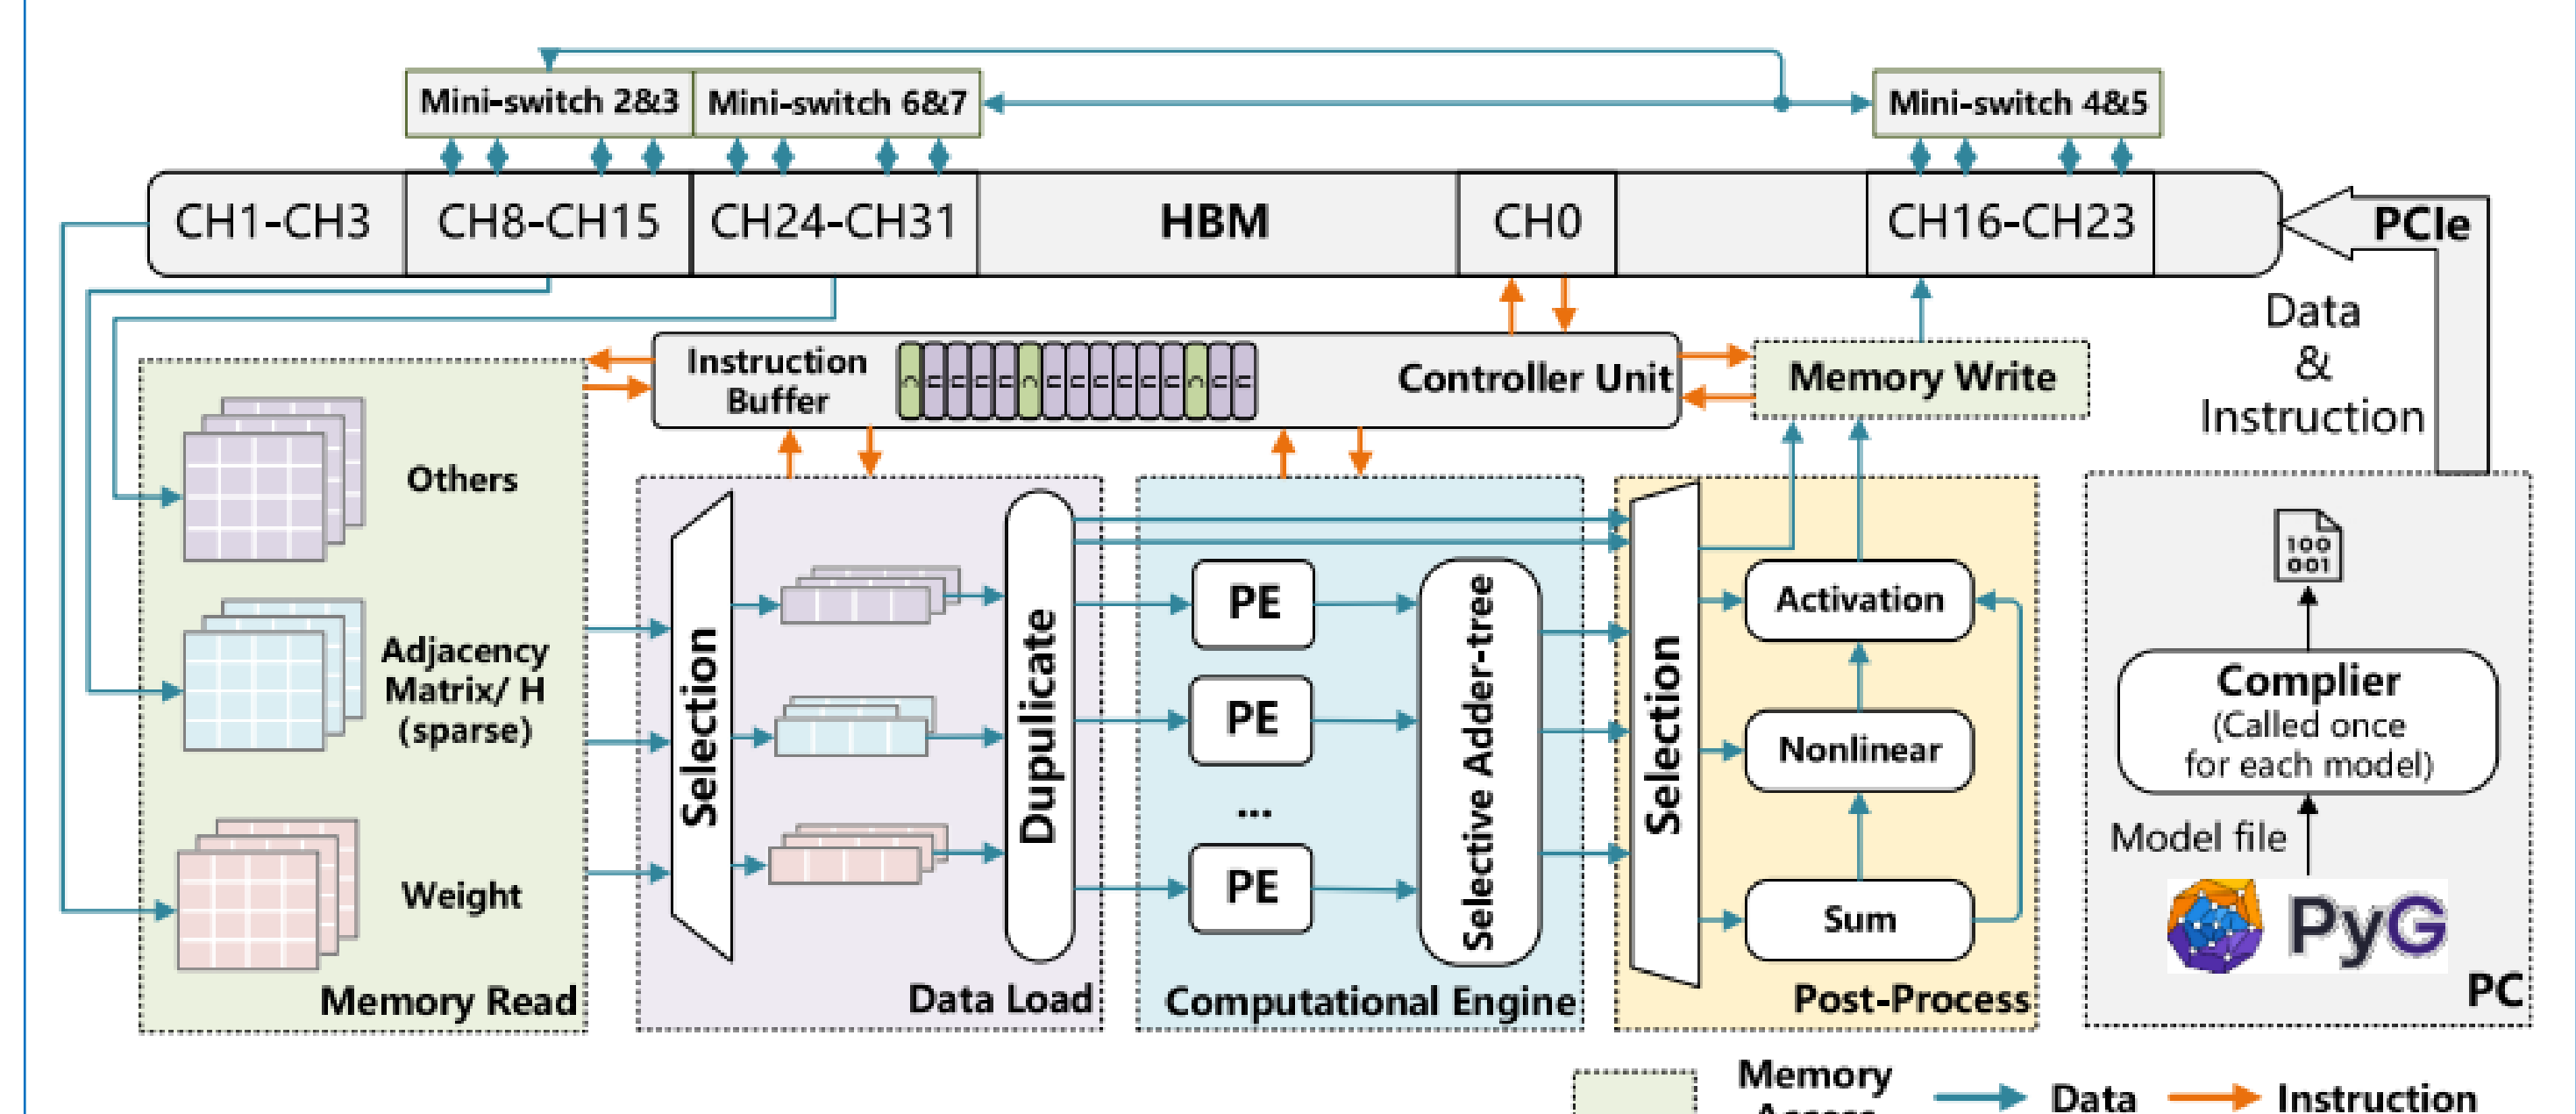 Mini-switch 2&3
Mini-switch 6&7
Mini-switch 4&5
CH1-CH3
CH8-CH15
CH24-CH31
HBM
CH0
CH16-CH23
PCIe
Data
&
Instruction
Instruction
Buffer
Controller Unit
Memory Write
Others
Adjacency
Matrix/ H
(sparse)
Weight
Memory Read
Selection
Dupulicate
Data Load
PE
PE
...
PE
Selective Adder-tree
Computational Engine
Selection
Activation
Nonlinear
Sum
Post-Process
100
001
Complier
(Called once
for each model)
Model file
PyG
PC
Memory
Access
Data
Instruction